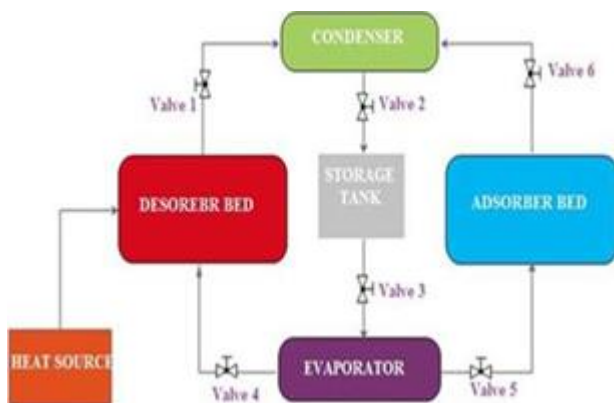 CONDENSER
Valve 1
Valve 2
Valve 6
DESOREBR BED
STORAGE
TANK
ADSORBER BED
Valve 3
HEAT SOURCE
Valve 4
EVAPORATOR
Valve 5